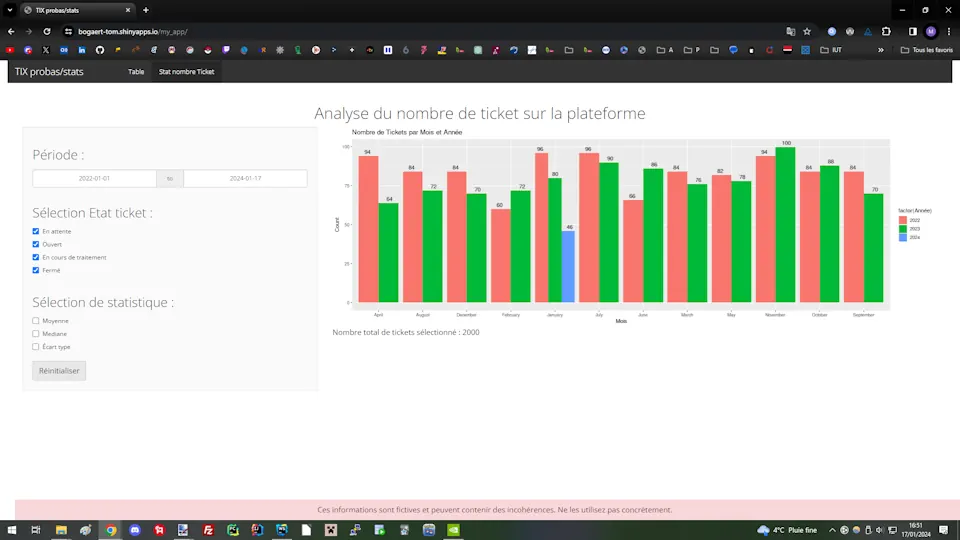 TIX probas/stats
bogaert-tom.shinyapps.io/my_app/
A
P
IUT
Tous les favoris
TIX probas/stats
Table
Stat nombre Ticket
Analyse du nombre de ticket sur la plateforme
Période :
2022-01-01
to
2024-01-17
Sélection Etat ticket :
En attente
Ouvert
En cours de traitement
Fermé
Sélection de statistique :
Moyenne
Mediane
Écart type
Réinitialiser
Nombre de Tickets par Mois et Année
Count
100
75
50
25
0
94 64
84 72
84 70
60 72
96 80 46
96 90
66 86
84 76
82 78
94 100
84 88
84 70
April August December February January July June March May November October September
Mois
factor(Année)
2022
2023
2024
Nombre total de tickets sélectionné : 2000
Ces informations sont fictives et peuvent contenir des incohérences. Ne les utilisez pas concrètement.
4°C Pluie fine
16:51
17/01/2024